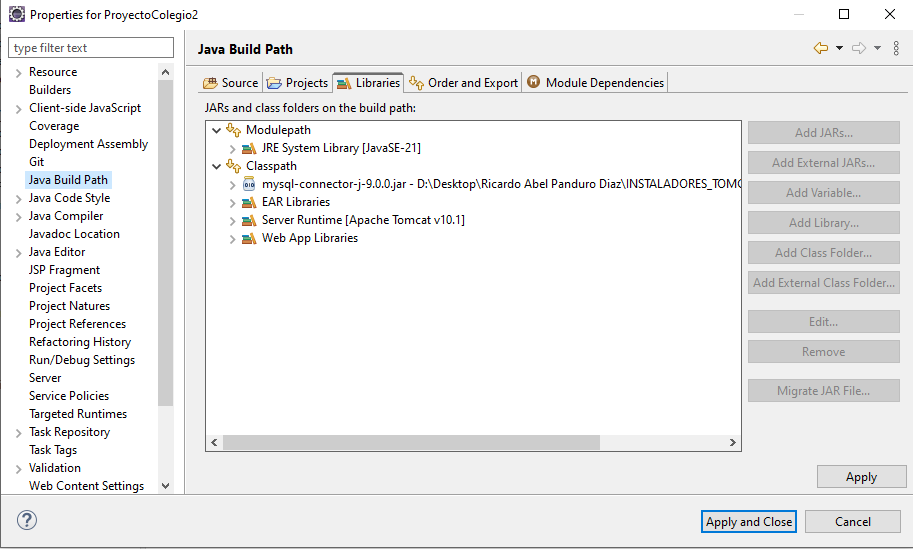 Properties for ProyectoColegio2
type filter text
Resource
Builders
Client-side JavaScript
Coverage
Deployment Assembly
Git
Java Build Path
Java Code Style
Java Compiler
Javadoc Location
Java Editor
JSP Fragment
Project Facets
Project Natures
Project References
Refactoring History
Run/Debug Settings
Server
Service Policies
Targeted Runtimes
Task Repository
Task Tags
Validation
Web Content Settings
Java Build Path
Source Projects Libraries Order and Export Module Dependencies
JARs and class folders on the build path:
Modulepath
JRE System Library [JavaSE-21]
Classpath
mysql-connector-j-9.0.0.jar - D:\Desktop\Ricardo Abel Panduro Diaz\INSTALADORES_TOMC
EAR Libraries
Server Runtime [Apache Tomcat v10.1]
Web App Libraries
Add JARs...
Add External JARs...
Add Variable...
Add Library...
Add Class Folder...
Add External Class Folder...
Edit...
Remove
Migrate JAR File...
Apply
Apply and Close
Cancel